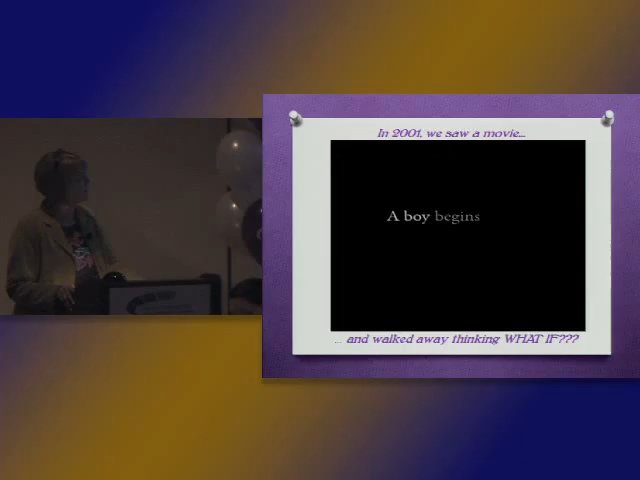 In 2001, we saw a movie...
A boy begins
... and walked away thinking WHAT IF???